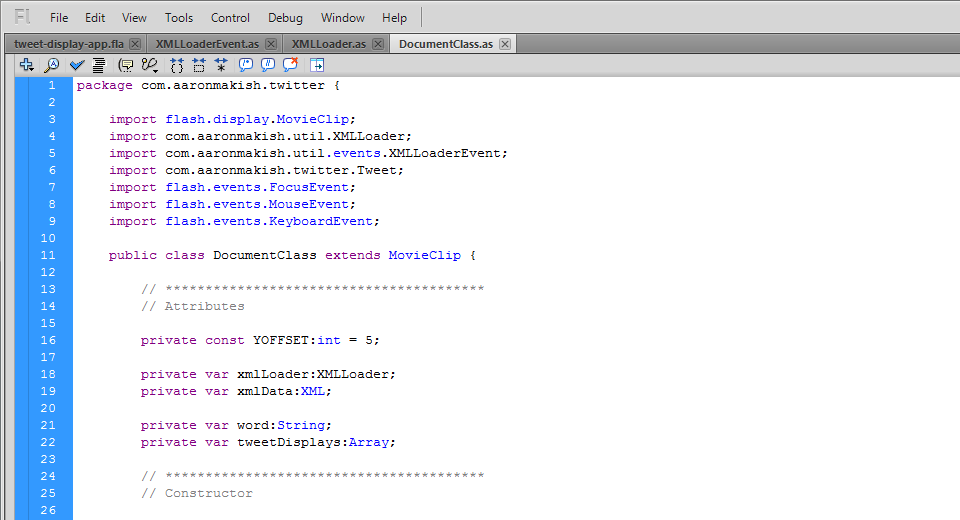 Fl File Edit View Tools Control Debug Window Help
tweet-display-app.fla XMLLoaderEvent.as XMLLoader.as DocumentClass.as
1 package com.aaronmakish.twitter {
2
3 import flash.display.MovieClip;
4 import com.aaronmakish.util.XMLLoader;
5 import com.aaronmakish.util.events.XMLLoaderEvent;
6 import com.aaronmakish.twitter.Tweet;
7 import flash.events.FocusEvent;
8 import flash.events.MouseEvent;
9 import flash.events.KeyboardEvent;
10
11 public class DocumentClass extends MovieClip {
12
13 // ****************************************
14 // Attributes
15
16 private const YOFFSET:int = 5;
17
18 private var xmlLoader:XMLLoader;
19 private var xmlData:XML;
20
21 private var word:String;
22 private var tweetDisplays:Array;
23
24 // ****************************************
25 // Constructor
26